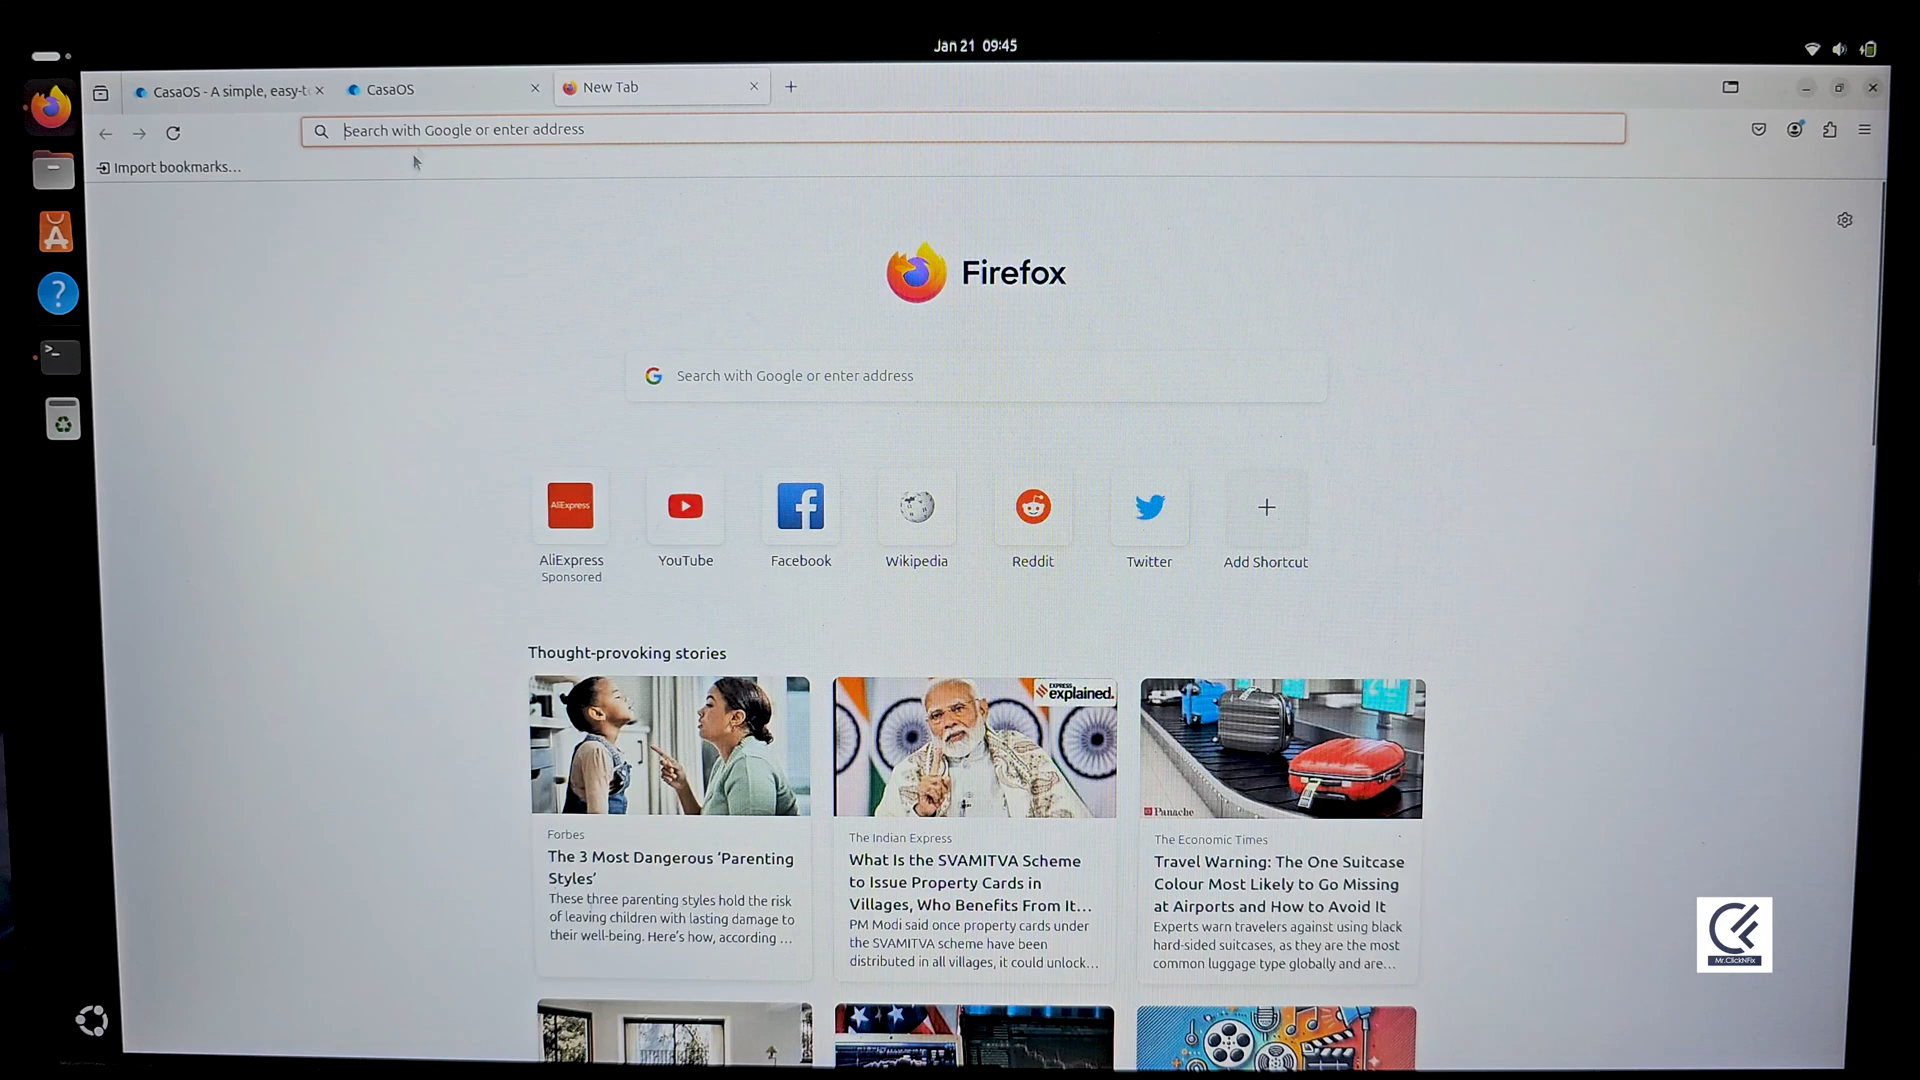 Jan 21 09:45
CasaOS - A simple, easy-t
CasaOS
New Tab
Search with Google or enter address
Import bookmarks...
Firefox
Search with Google or enter address
AliExpress
AliExpress
Sponsored
YouTube
Facebook
Wikipedia
Reddit
Twitter
Add Shortcut
Thought-provoking stories
EXPRESS
explained.
Panache
Forbes
The 3 Most Dangerous ‘Parenting
Styles’
These three parenting styles hold the risk
of leaving children with lasting damage to
their well-being. Here’s how, according ...
The Indian Express
What Is the SVAMITVA Scheme
to Issue Property Cards in
Villages, Who Benefits From It...
PM Modi said once property cards under
the SVAMITVA scheme have been
distributed in all villages, it could unlock...
The Economic Times
Travel Warning: The One Suitcase
Colour Most Likely to Go Missing
at Airports and How to Avoid It
Experts warn travelers against using black
hard-sided suitcases, as they are the most
common luggage type globally and are...
Mr.ClickNFix